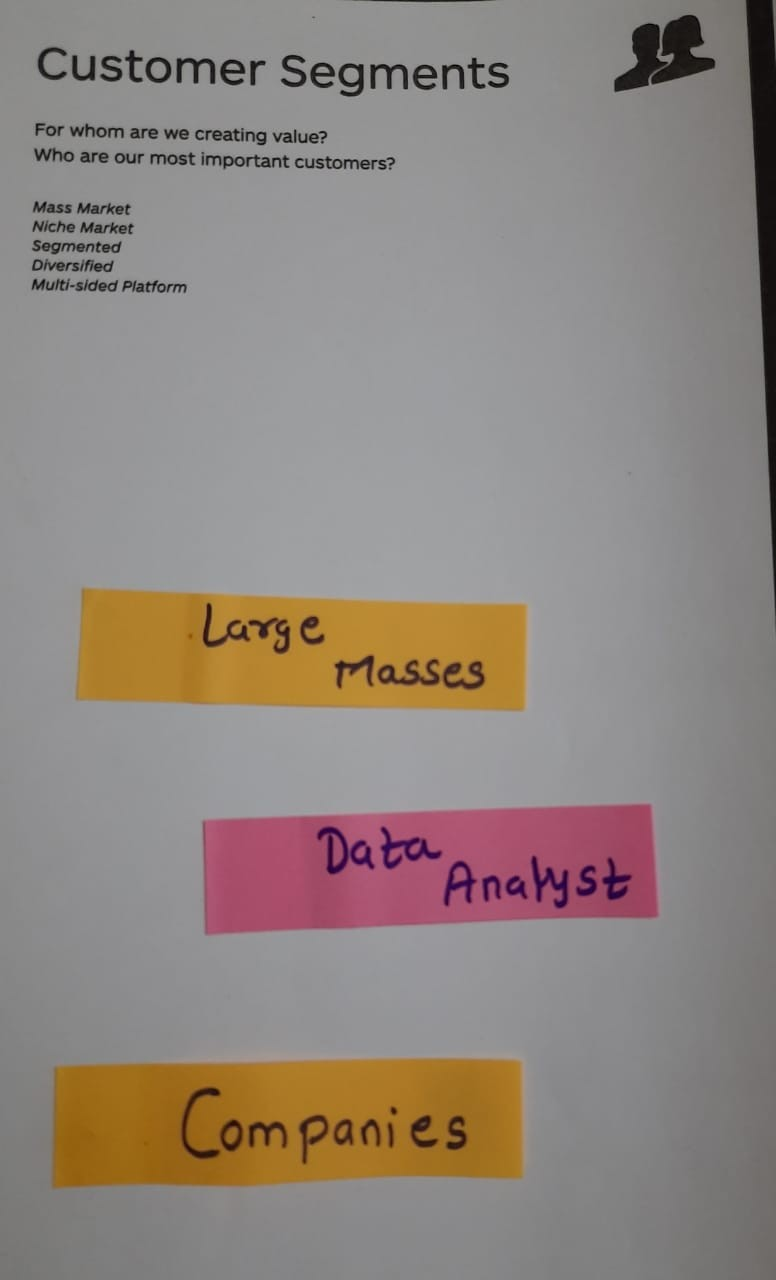 Customer Segments
For whom are we creating value?
Who are our most important customers?
Mass Market
Niche Market
Segmented
Diversified
Multi-sided Platform
Large
Masses
Data
Analyst
Companies